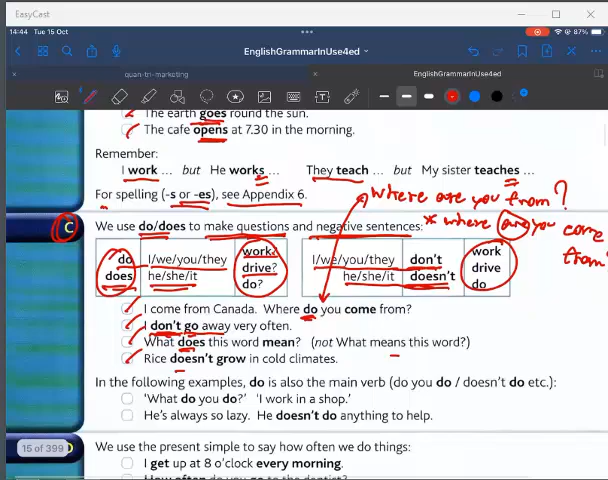 EasyCast
14:44 Tue 15 Oct
87%
EnglishGrammarInUse4ed
quan-tri-marketing
EnglishGrammarInUse4ed
The earth goes round the sun.
The cafe opens at 7.30 in the morning.
Remember:
I work ... but He works ... They teach ... but My sister teaches ...
For spelling (-s or -es), see Appendix 6.
where are you from?
C
We use do/does to make questions and negative sentences:
* where are you come from?
do I/we/you/they work?
does he/she/it drive?
do?
I/we/you/they don't work
he/she/it doesn't drive
do
I come from Canada. Where do you come from?
I don't go away very often.
What does this word mean? (not What means this word?)
Rice doesn't grow in cold climates.
In the following examples, do is also the main verb (do you do / doesn't do etc.):
'What do you do?' 'I work in a shop.'
He's always so lazy. He doesn't do anything to help.
15 of 399
We use the present simple to say how often we do things:
I get up at 8 o'clock every morning.
How often do you go to the dentist?